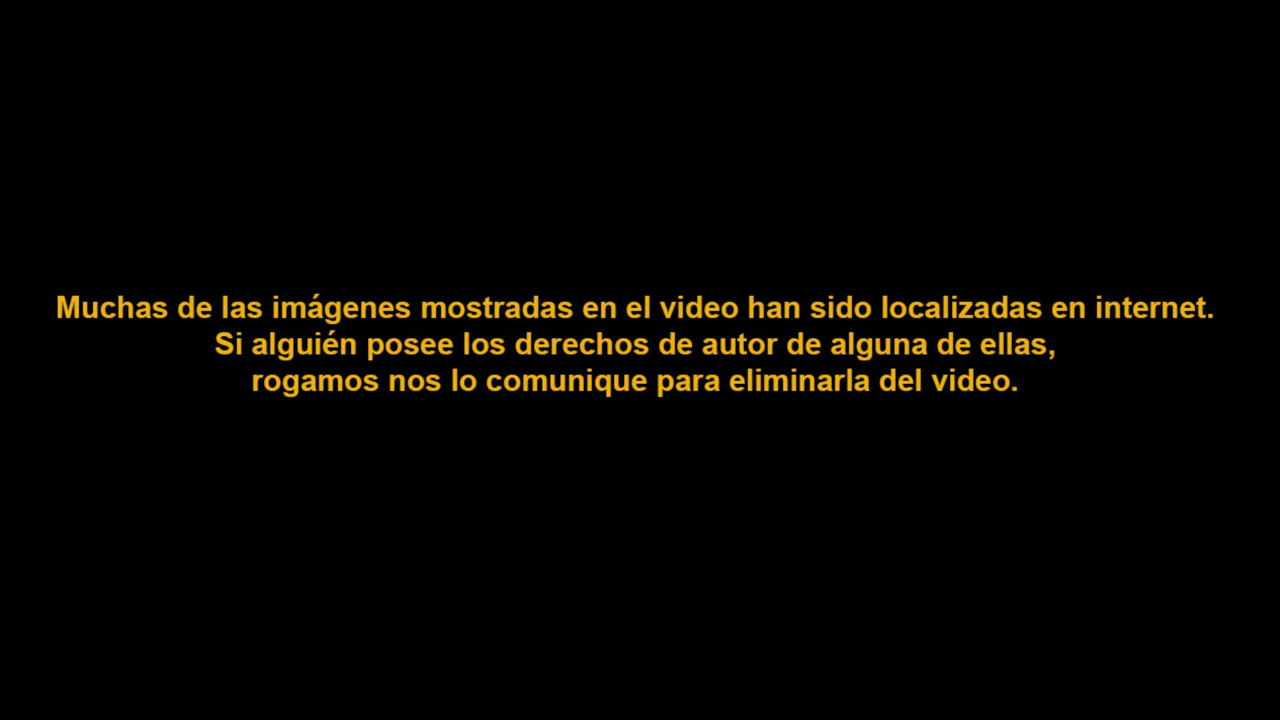 Muchas de las imágenes mostradas en el video han sido localizadas en internet.
Si alguién posee los derechos de autor de alguna de ellas,
rogamos nos lo comunique para eliminarla del video.